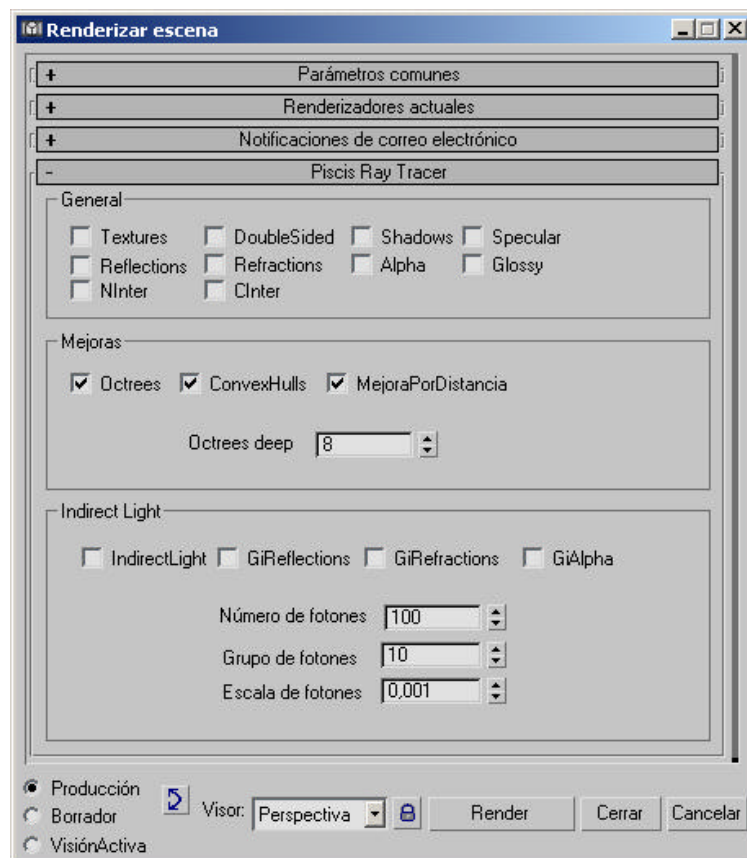 Renderizar escena
+ Parámetros comunes
+ Renderizadores actuales
+ Notificaciones de correo electrónico
- Piscis Ray Tracer
General
Textures DoubleSided Shadows Specular
Reflections Refractions Alpha Glossy
NInter CInter
Mejoras
Octrees ConvexHulls MejoraPorDistancia
Octrees deep 8
Indirect Light
IndirectLight GiReflections GiRefractions GiAlpha
Número de fotones 100
Grupo de fotones 10
Escala de fotones 0,001
Producción
Borrador
VisiónActiva
Visor: Perspectiva Render Cerrar Cancelar